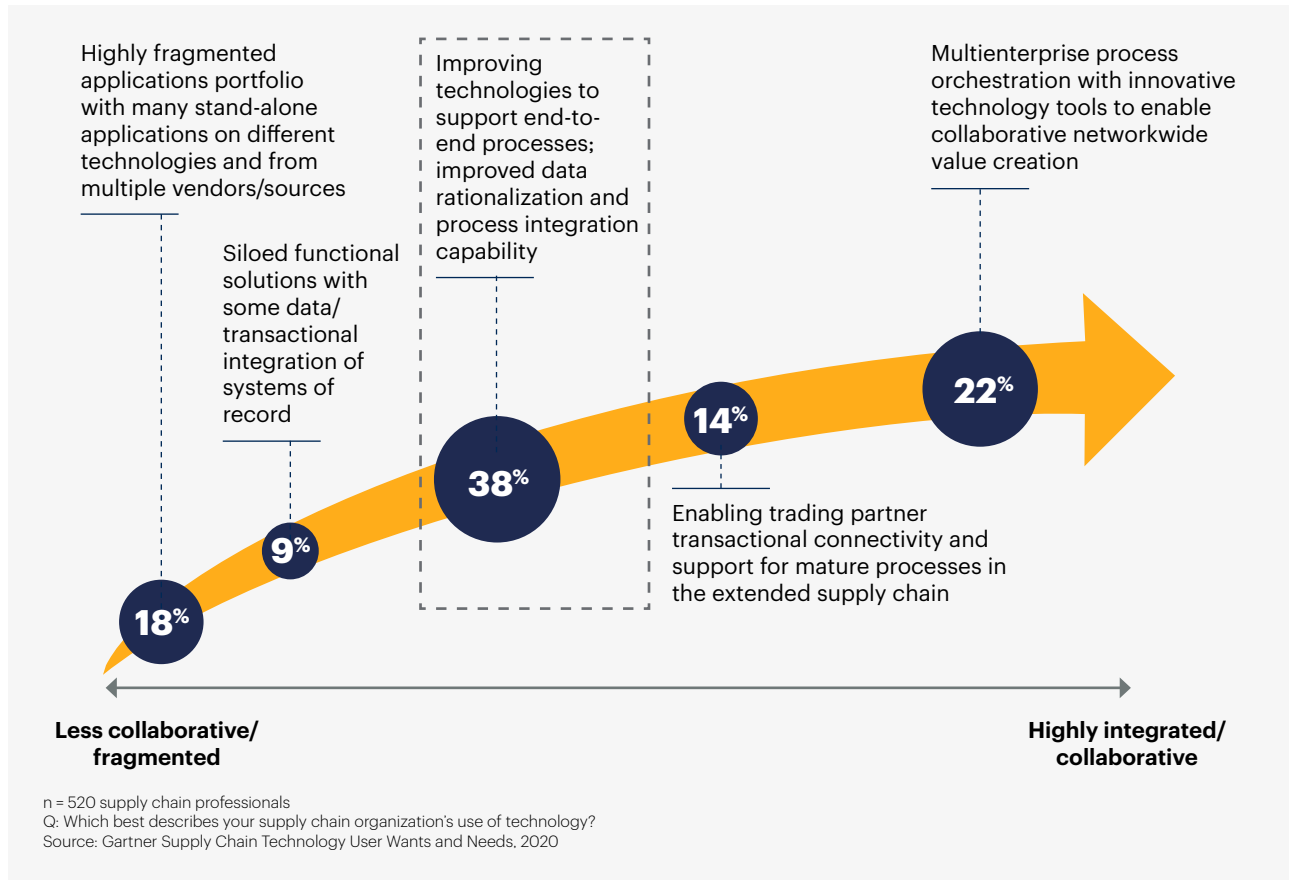 Highly fragmented
applications portfolio
with many stand-alone
applications on different
technologies and from
multiple vendors/sources
Siloed functional
solutions with
some data/
transactional
integration of
systems of
record
Improving
technologies to
support end-to-
end processes;
improved data
rationalization and
process integration
capability
Multienterprise process
orchestration with innovative
technology tools to enable
collaborative networkwide
value creation
18%
9%
38%
14%
22%
Enabling trading partner
transactional connectivity and
support for mature processes in
the extended supply chain
Less collaborative/
fragmented
Highly integrated/
collaborative
n = 520 supply chain professionals
Q: Which best describes your supply chain organization's use of technology?
Source: Gartner Supply Chain Technology User Wants and Needs, 2020